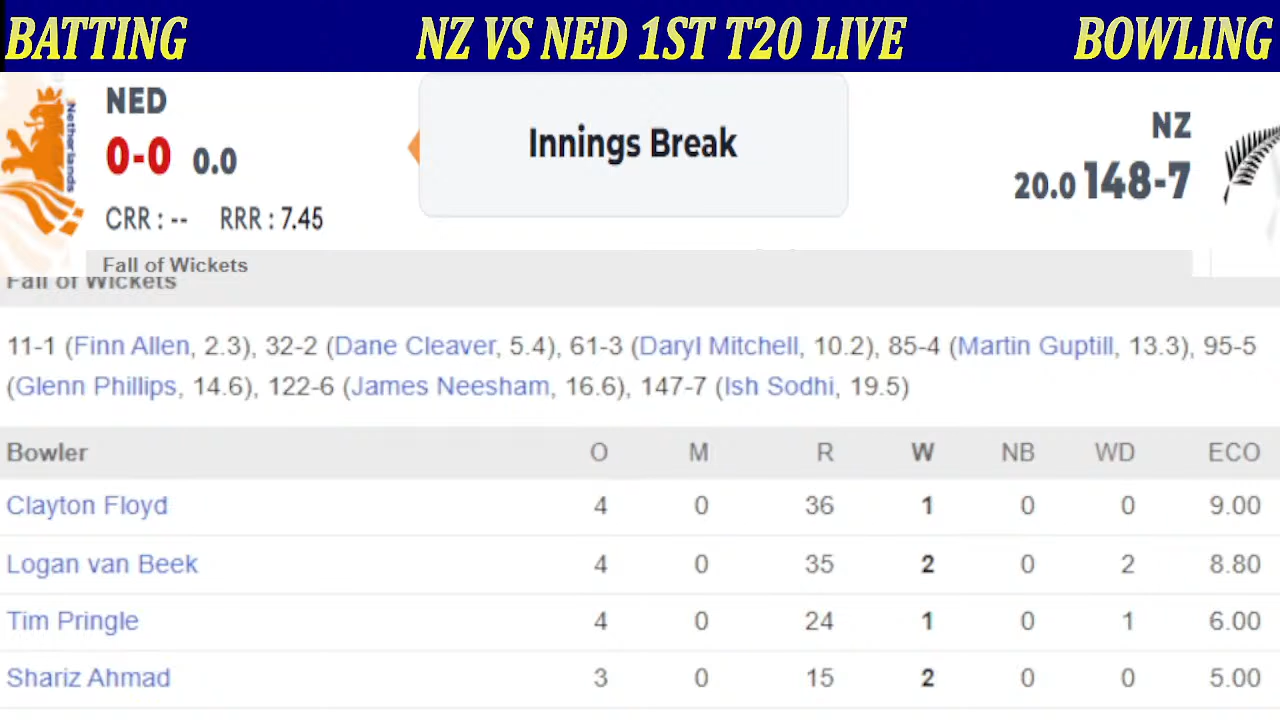 BATTING NZ VS NED 1ST T20 LIVE BOWLING
Netherlands
NED
0-0 0.0
CRR : -- RRR : 7.45
Innings Break
NZ
20.0 148-7
Fall of Wickets
Fall of Wickets
11-1 (Finn Allen, 2.3), 32-2 (Dane Cleaver, 5.4), 61-3 (Daryl Mitchell, 10.2), 85-4 (Martin Guptill, 13.3), 95-5
(Glenn Phillips, 14.6), 122-6 (James Neesham, 16.6), 147-7 (Ish Sodhi, 19.5)
Bowler O M R W NB WD ECO
Clayton Floyd 4 0 36 1 0 0 9.00
Logan van Beek 4 0 35 2 0 2 8.80
Tim Pringle 4 0 24 1 0 1 6.00
Shariz Ahmad 3 0 15 2 0 0 5.00